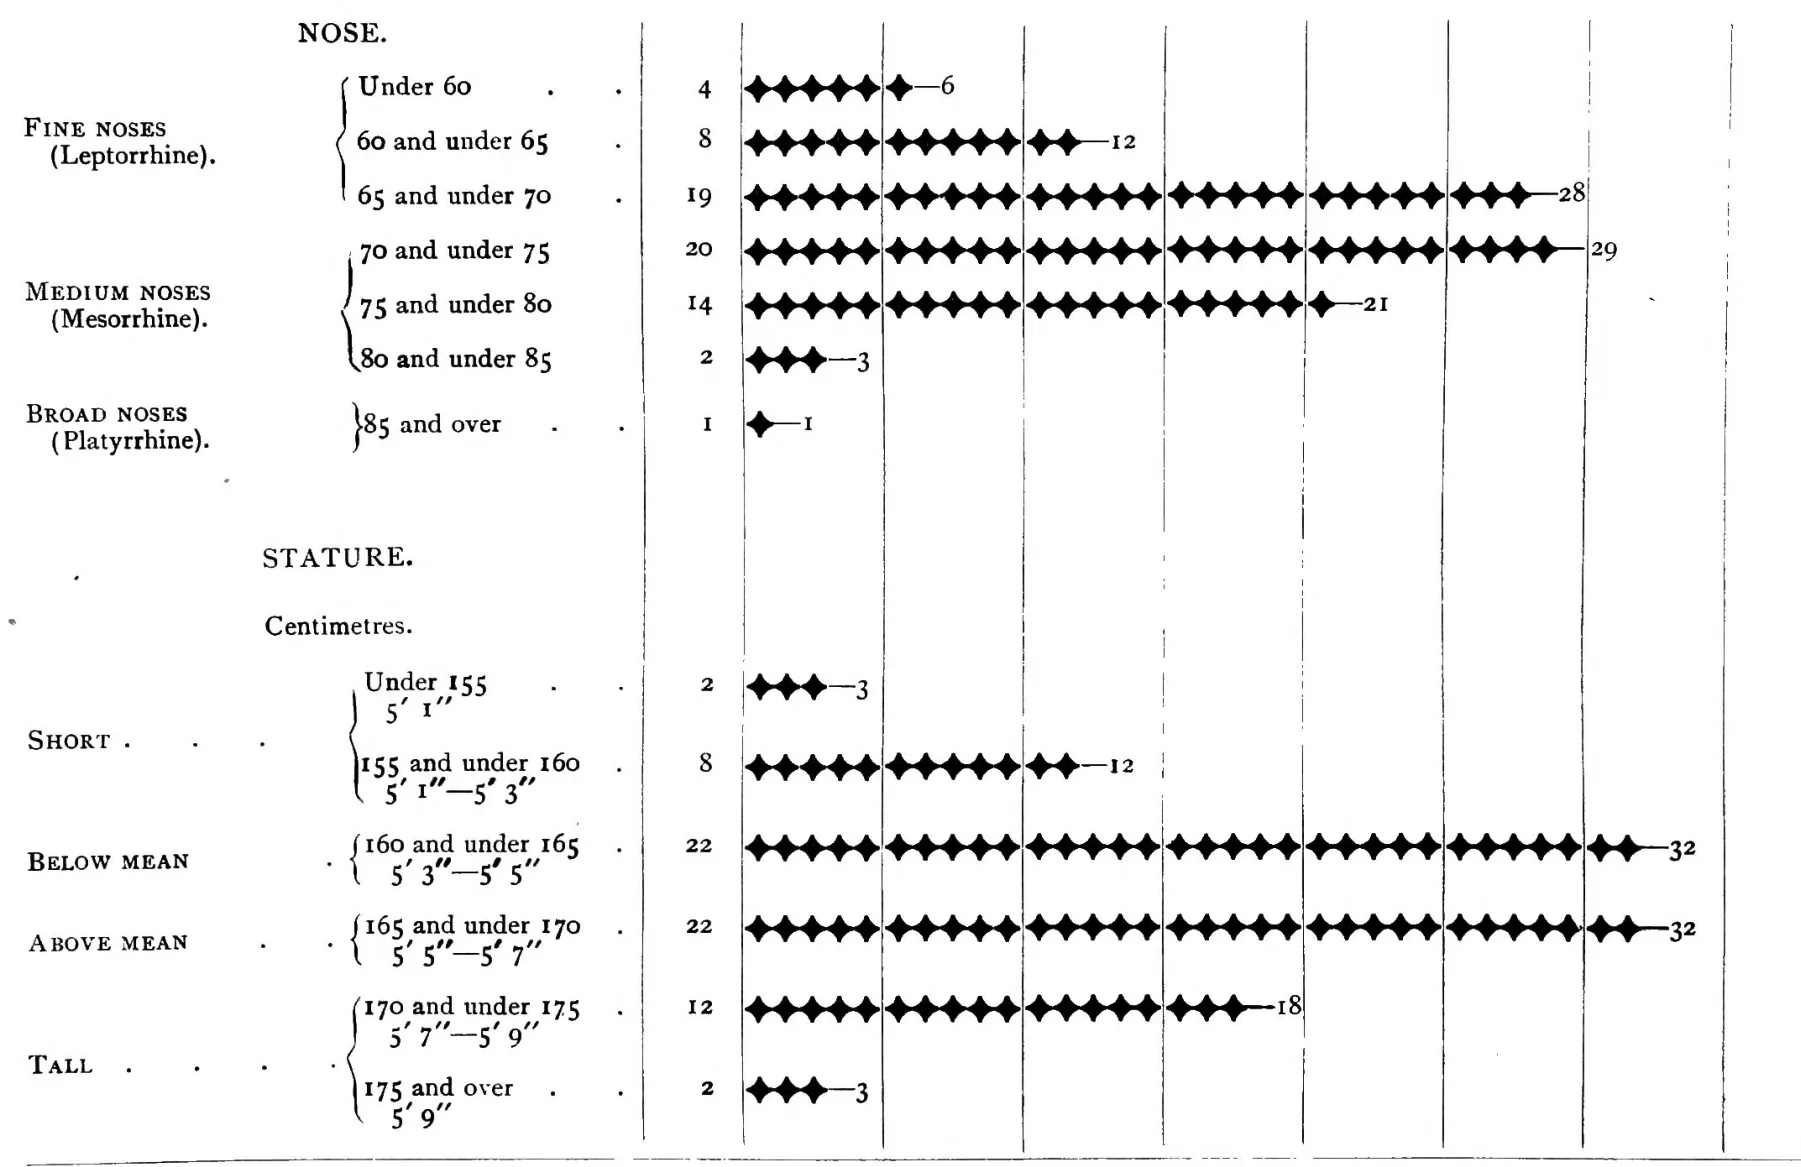 NOSE.
FINE NOSES
(Leptorrhine).
Under 60 . . 4 —6
60 and under 65 . 8 —12
65 and under 70 . 19 —28
MEDIUM NOSES
(Mesorrhine).
70 and under 75 20 —29
75 and under 80 14 —21
80 and under 85 2 —3
BROAD NOSES
(Platyrrhine).
85 and over . . 1 —1
STATURE.
Centimetres.
SHORT . . .
Under 155 . . 2 —3
5′ 1″
155 and under 160 . 8 —12
5′ 1″—5′ 3″
BELOW MEAN . 160 and under 165 . 22 —32
5′ 3″—5′ 5″
ABOVE MEAN . . 165 and under 170 . 22 —32
5′ 5″—5′ 7″
TALL . . . .
170 and under 175 . 12 —18
5′ 7″—5′ 9″
175 and over . . 2 —3
5′ 9″